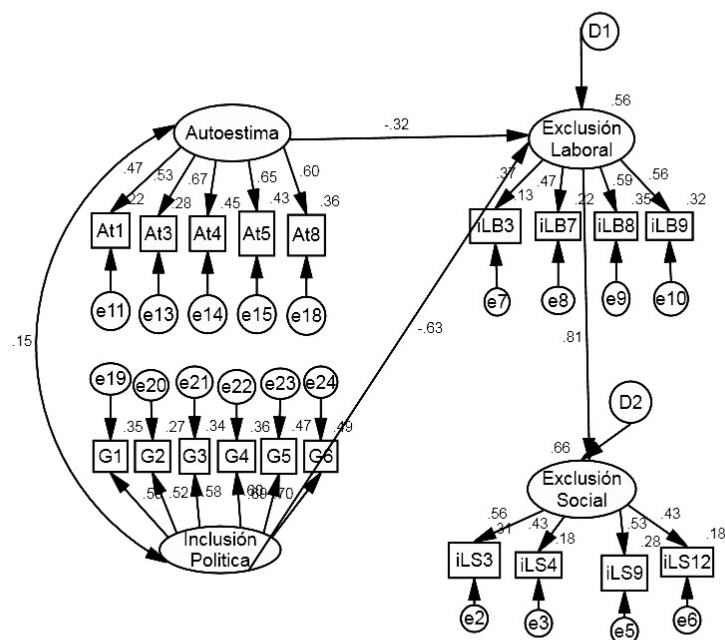 D1
.56
Autoestima
-.32
Exclusión
Laboral
.47
.53
.67
.65
.60
.37
.47
.59
.56
.22
.28
.45
.43
.36
.13
.22
.35
.32
At1
At3
At4
At5
At8
iLB3
iLB7
iLB8
iLB9
e11
e13
e14
e15
e18
e7
e8
e9
e10
.15
-.63
.81
e19
e20
e21
e22
e23
e24
D2
.35
.27
.34
.36
.47
.49
G1
G2
G3
G4
G5
G6
.66
.52
.58
.60
.69
.70
Inclusión
Politica
Exclusión
Social
.56
.43
.53
.43
.31
.18
.28
.18
iLS3
iLS4
iLS9
iLS12
e2
e3
e5
e6